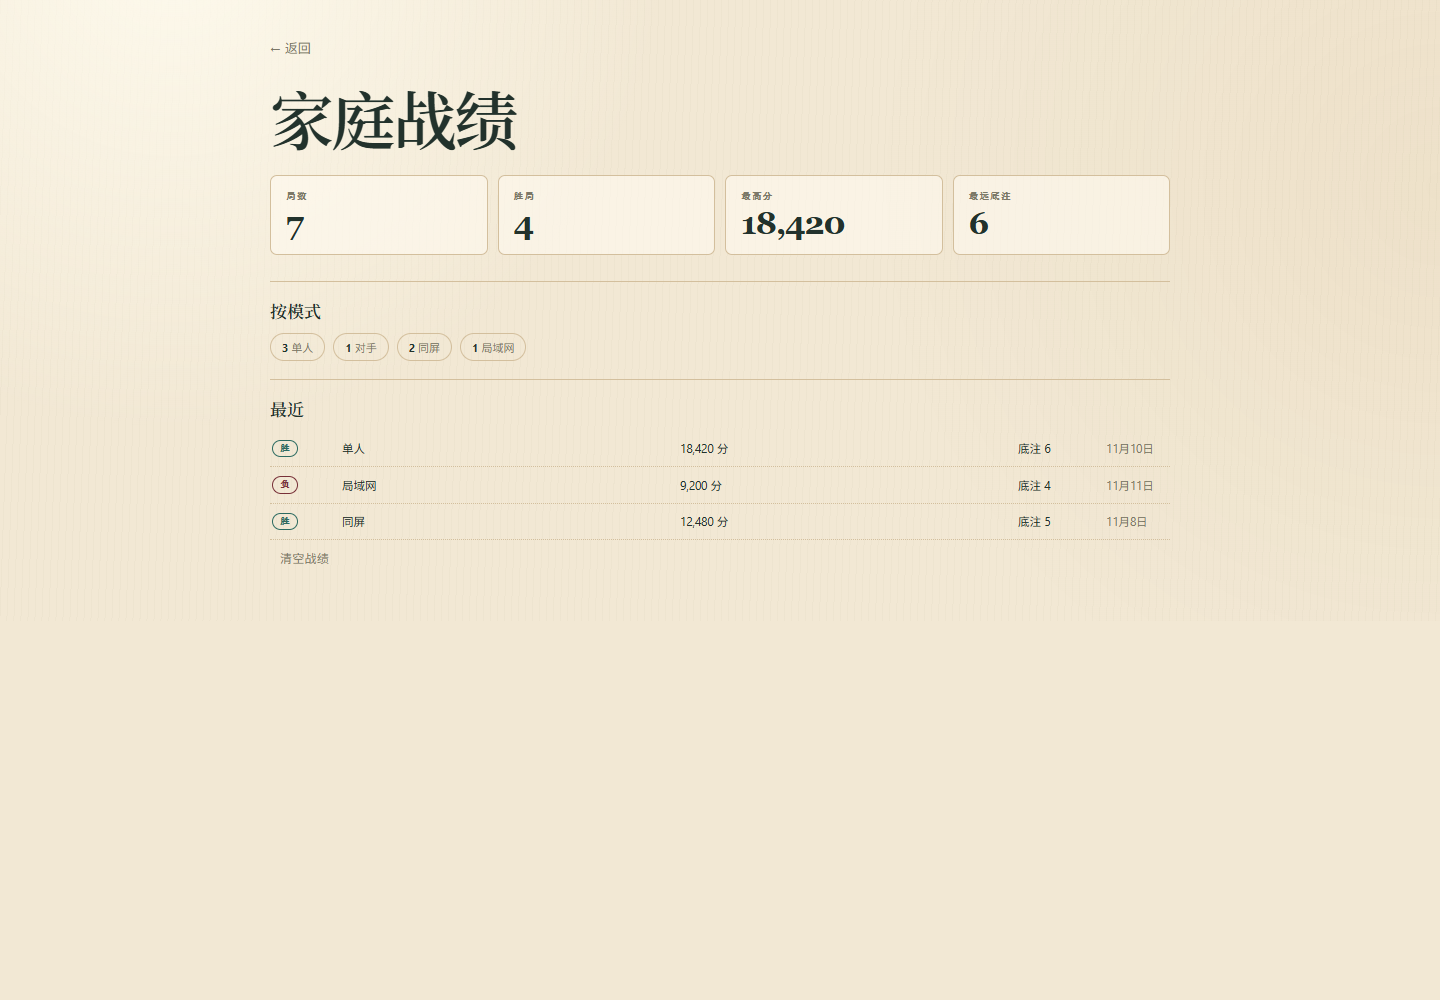 ← 返回
家庭战绩
局数 胜局 最高分 最远底注
7 4 18,420 6
按模式
3 单人 1 对手 2 同屏 1 局域网
最近
胜 单人 18,420 分 底注 6 11月10日
负 局域网 9,200 分 底注 4 11月11日
胜 同屏 12,480 分 底注 5 11月8日
清空战绩